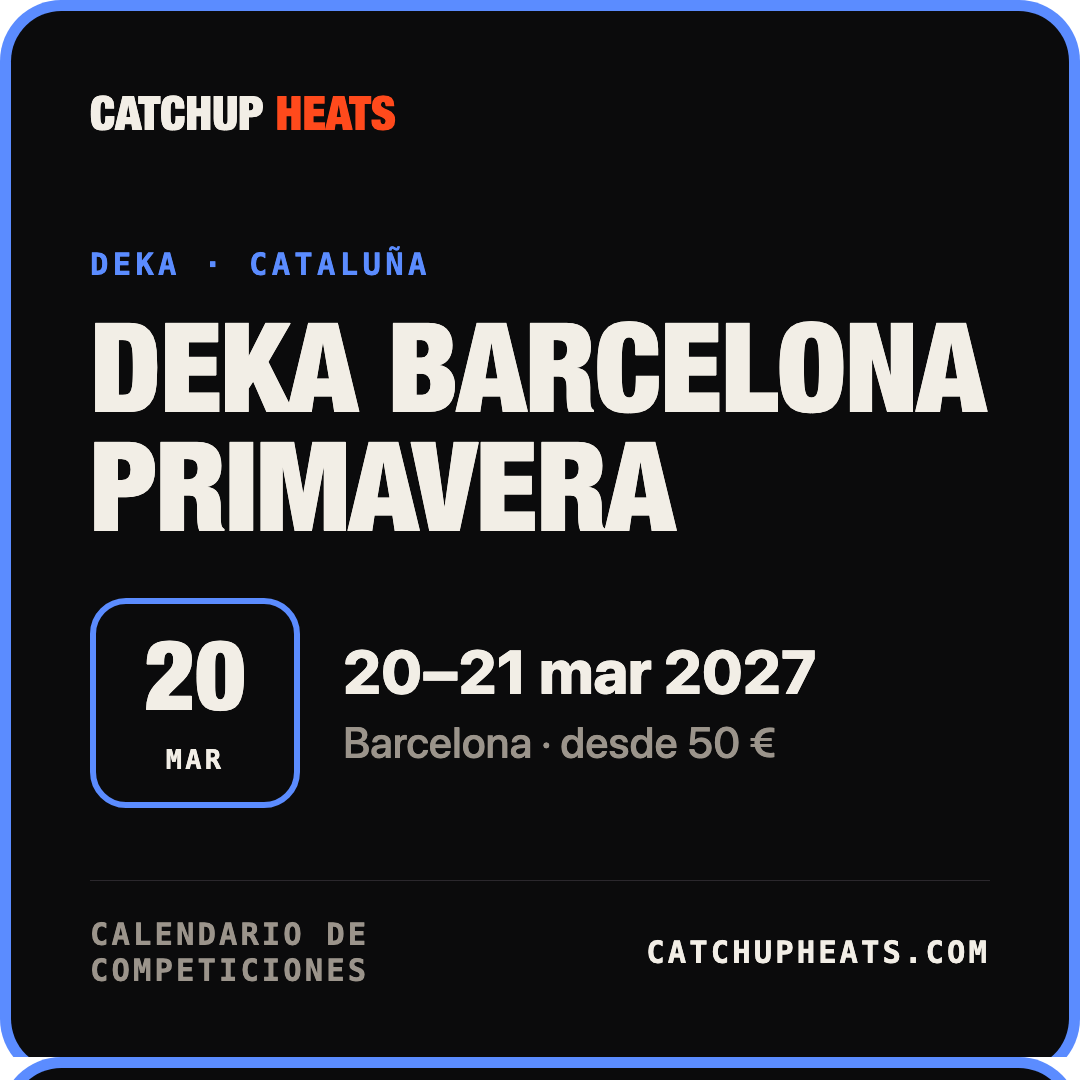 CATCHUP HEATS
DEKA · CATALUÑA
DEKA BARCELONA
PRIMAVERA
20
MAR
20–21 mar 2027
Barcelona · desde 50 €
CALENDARIO DE
COMPETICIONES
CATCHUPHEATS.COM